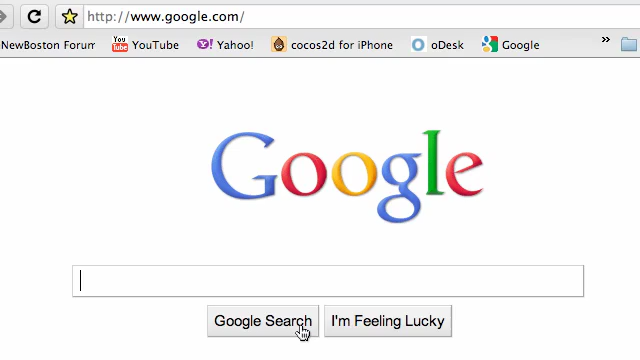 http://www.google.com/
NewBoston Forum YouTube Yahoo! cocos2d for iPhone oDesk Google »
Google
Google Search I'm Feeling Lucky